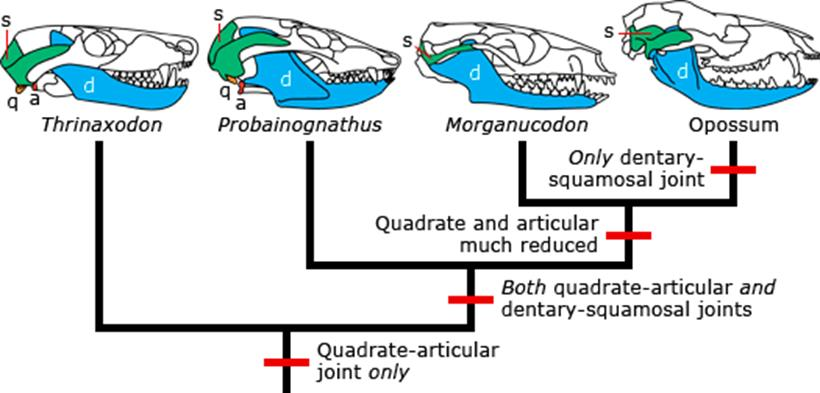 s
s
s
s
d
d
d
d
q
a
q
a
Thrinaxodon
Probainognathus
Morganucodon
Opossum
Only dentary-
squamosal joint
Quadrate and articular
much reduced
Both quadrate-articular and
dentary-squamosal joints
Quadrate-articular
joint only